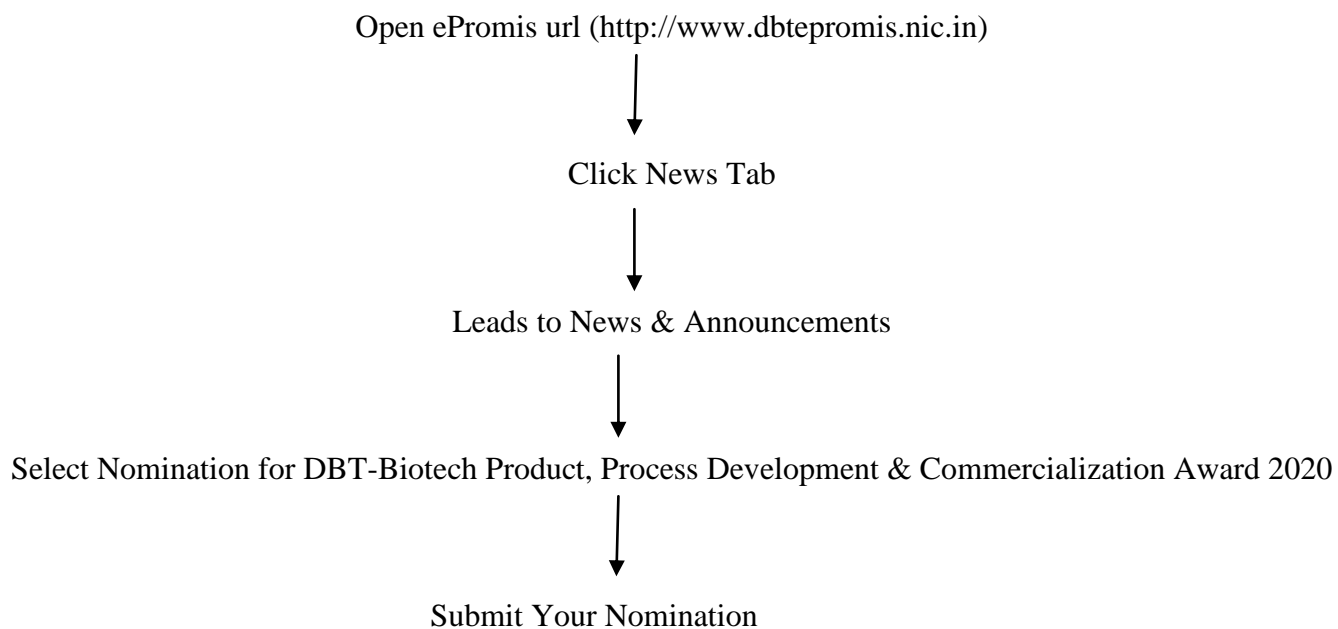 Open ePromis url (http://www.dbtepromis.nic.in)
Click News Tab
Leads to News & Announcements
Select Nomination for DBT-Biotech Product, Process Development & Commercialization Award 2020
Submit Your Nomination